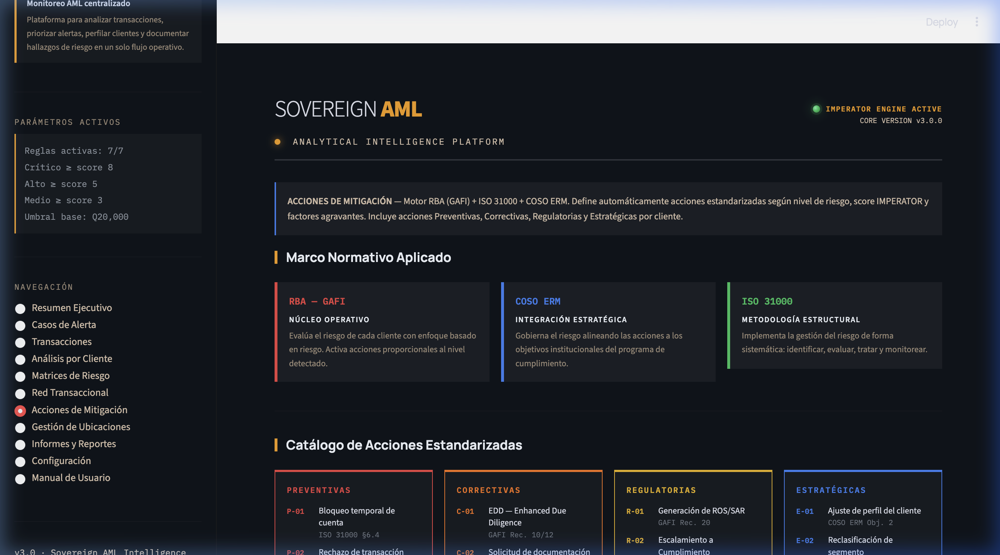 Monitoreo AML centralizado
Plataforma para analizar transacciones,
priorizar alertas, perfilar clientes y documentar
hallazgos de riesgo en un solo flujo operativo.
PARÁMETROS ACTIVOS
Reglas activas: 7/7
Crítico ≥ score 8
Alto ≥ score 5
Medio ≥ score 3
Umbral base: Q20,000
NAVEGACIÓN
Resumen Ejecutivo
Casos de Alerta
Transacciones
Análisis por Cliente
Matrices de Riesgo
Red Transaccional
Acciones de Mitigación
Gestión de Ubicaciones
Informes y Reportes
Configuración
Manual de Usuario
v3.0 · Sovereign AML Intelligence
Deploy
SOVEREIGN AML
IMPERATOR ENGINE ACTIVE
CORE VERSION v3.0.0
ANALYTICAL INTELLIGENCE PLATFORM
ACCIONES DE MITIGACIÓN — Motor RBA (GAFI) + ISO 31000 + COSO ERM. Define automáticamente acciones estandarizadas según nivel de riesgo, score IMPERATOR y
factores agravantes. Incluye acciones Preventivas, Correctivas, Regulatorias y Estratégicas por cliente.
Marco Normativo Aplicado
RBA — GAFI
NÚCLEO OPERATIVO
Evalúa el riesgo de cada cliente con enfoque basado
en riesgo. Activa acciones proporcionales al nivel
detectado.
COSO ERM
INTEGRACIÓN ESTRATÉGICA
Gobierna el riesgo alineando las acciones a los
objetivos institucionales del programa de
cumplimiento.
ISO 31000
METODOLOGÍA ESTRUCTURAL
Implementa la gestión del riesgo de forma
sistemática: identificar, evaluar, tratar y monitorear.
Catálogo de Acciones Estandarizadas
PREVENTIVAS
P-01 Bloqueo temporal de
cuenta
ISO 31000 §6.4
P-02 Rechazo de transacción
CORRECTIVAS
C-01 EDD — Enhanced Due
Diligence
GAFI Rec. 10/12
C-02 Solicitud de documentación
REGULATORIAS
R-01 Generación de ROS/SAR
GAFI Rec. 20
R-02 Escalamiento a
Cumplimiento
ESTRATÉGICAS
E-01 Ajuste de perfil del cliente
COSO ERM Obj. 2
E-02 Reclasificación de
segmento